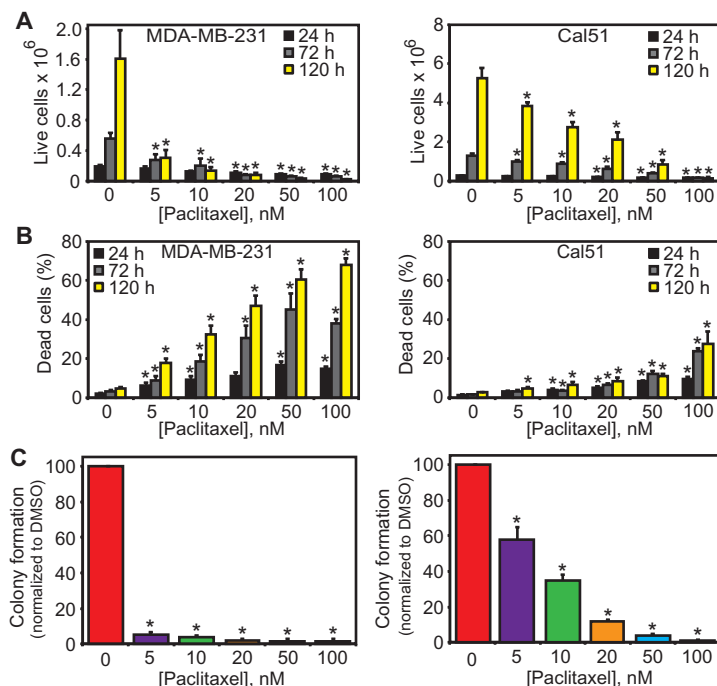 A
MDA-MB-231
24 h
72 h
120 h
Live cells x 10⁶
2.0
1.6
1.2
0.8
0.4
0
* * * * * * * * * * * * *
0 5 10 20 50 100
[Paclitaxel], nM
Cal51
24 h
72 h
120 h
Live cells x 10⁶
8
6
4
2
0
* * * * * * * * * * * * *
0 5 10 20 50 100
[Paclitaxel], nM
B
MDA-MB-231
24 h
72 h
120 h
Dead cells (%)
80
60
40
20
0
* * * * * * * * * * * * * *
0 5 10 20 50 100
[Paclitaxel], nM
Cal51
24 h
72 h
120 h
Dead cells (%)
80
60
40
20
0
* * * * * * * * * * * * *
0 5 10 20 50 100
[Paclitaxel], nM
C
Colony formation
(normalized to DMSO)
100
80
60
40
20
0
* * * * *
0 5 10 20 50 100
[Paclitaxel], nM
Colony formation
(normalized to DMSO)
100
80
60
40
20
0
* * * * *
0 5 10 20 50 100
[Paclitaxel], nM